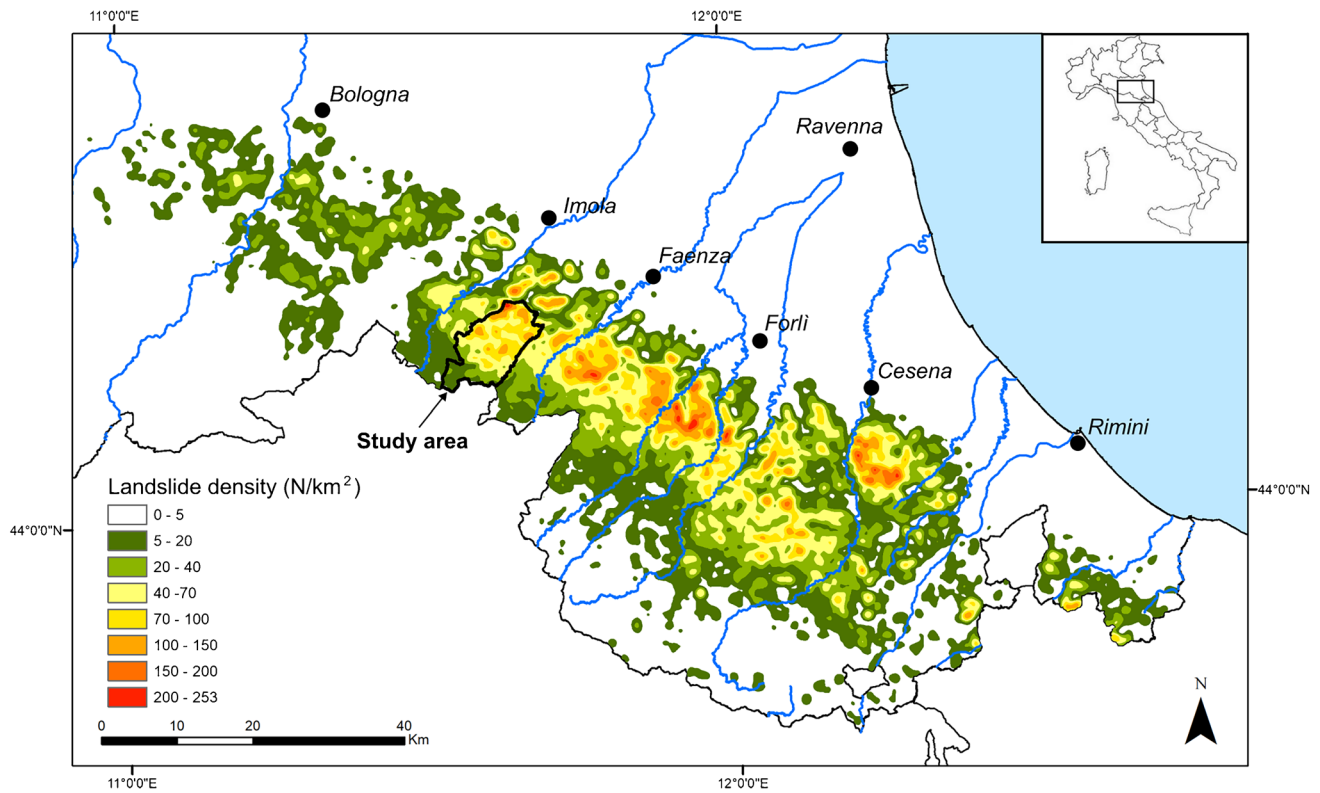 11°0'0"E
12°0'0"E
Bologna
Ravenna
Imola
Faenza
Forlì
Cesena
Rimini
Study area
Landslide density (N/km²)
0 - 5
5 - 20
20 - 40
40 -70
70 - 100
100 - 150
150 - 200
200 - 253
44°0'0"N
44°0'0"N
0 10 20 40
Km
N
11°0'0"E
12°0'0"E